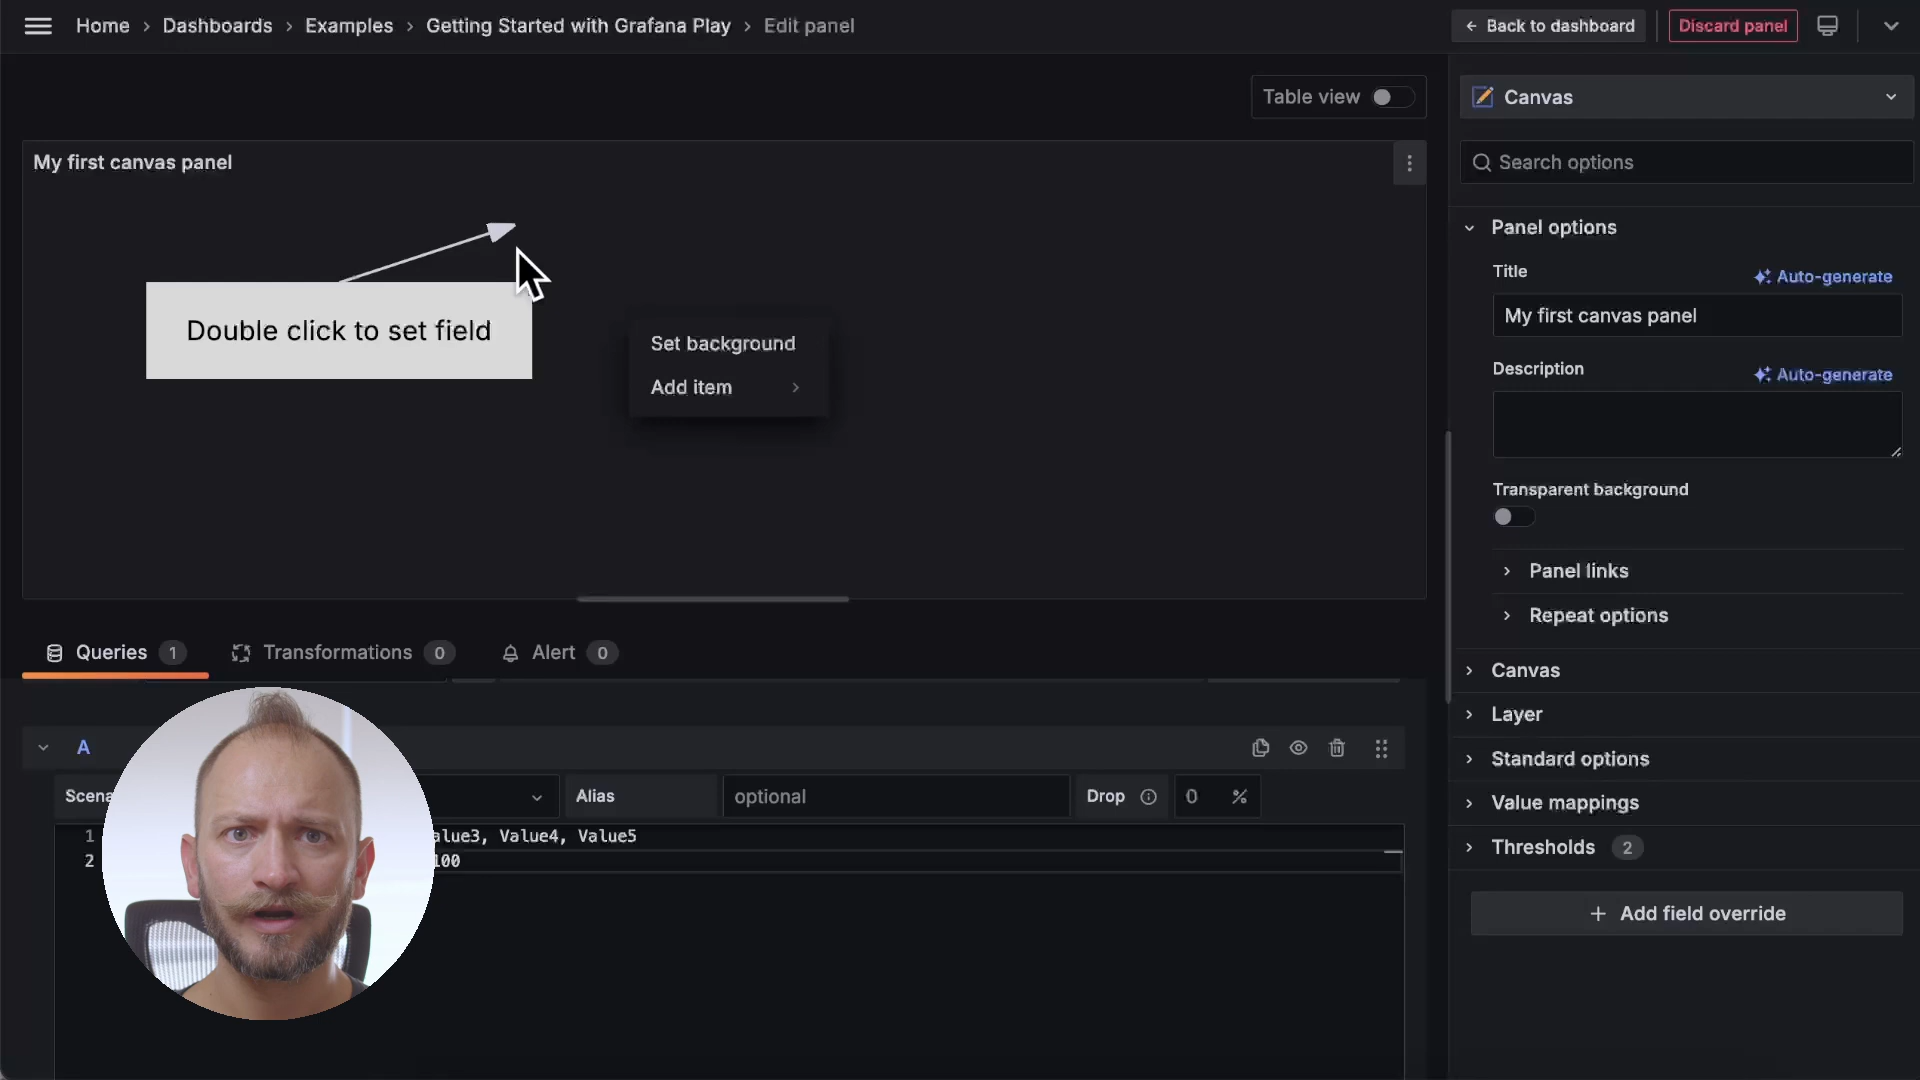 Home › Dashboards › Examples › Getting Started with Grafana Play › Edit panel
← Back to dashboard
Discard panel
Table view
Canvas
Search options
My first canvas panel
Double click to set field
Set background
Add item
Panel options
Title
Auto-generate
My first canvas panel
Description
Auto-generate
Transparent background
Panel links
Repeat options
Canvas
Layer
Standard options
Value mappings
Thresholds 2
+ Add field override
Queries 1
Transformations 0
Alert 0
A
Scena
Alias
optional
Drop
0
%
1 alue3, Value4, Value5
2 100